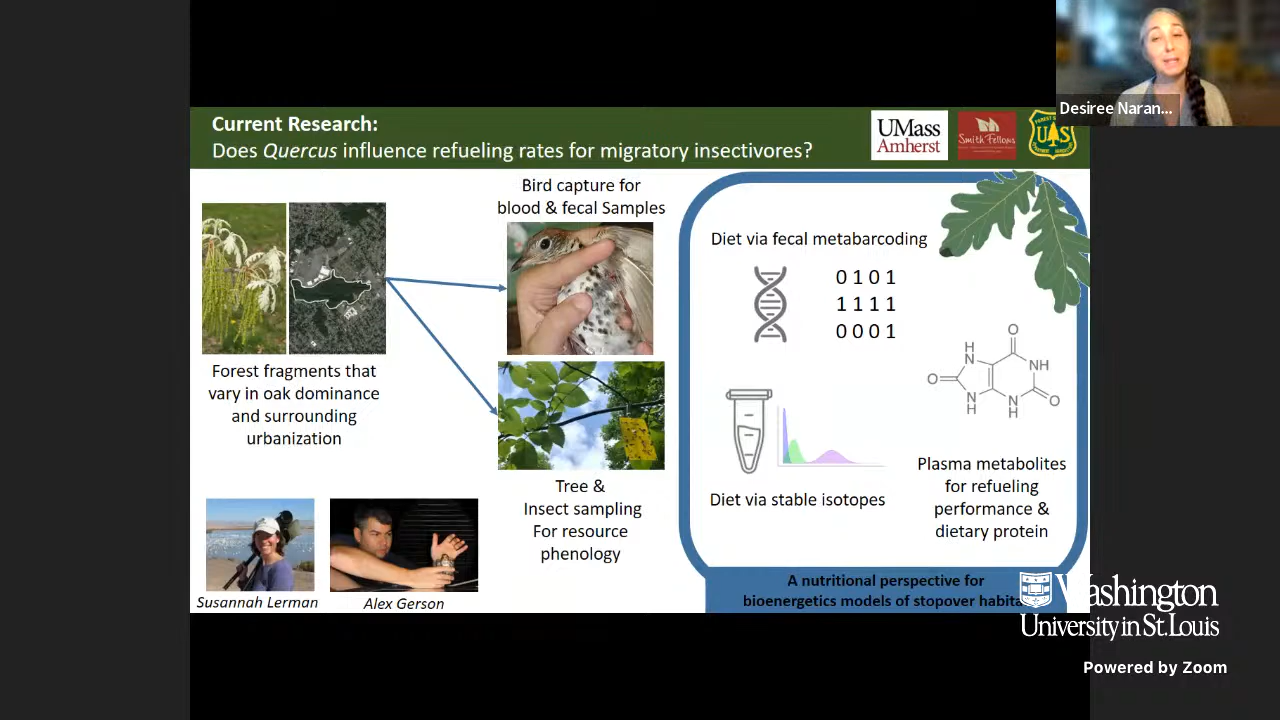 Current Research:
Does Quercus influence refueling rates for migratory insectivores?
UMass
Amherst
Smith Fellows
FOREST SERVICE
U S
Desiree Naran...
Bird capture for
blood & fecal Samples
Forest fragments that
vary in oak dominance
and surrounding
urbanization
Tree &
Insect sampling
For resource
phenology
Susannah Lerman
Alex Gerson
Diet via fecal metabarcoding
0 1 0 1
1 1 1 1
0 0 0 1
O
H
N
NH
O
N
H
N
H
O
Diet via stable isotopes
Plasma metabolites
for refueling
performance &
dietary protein
A nutritional perspective for
bioenergetics models of stopover habita
Washington
University in St. Louis
Powered by Zoom